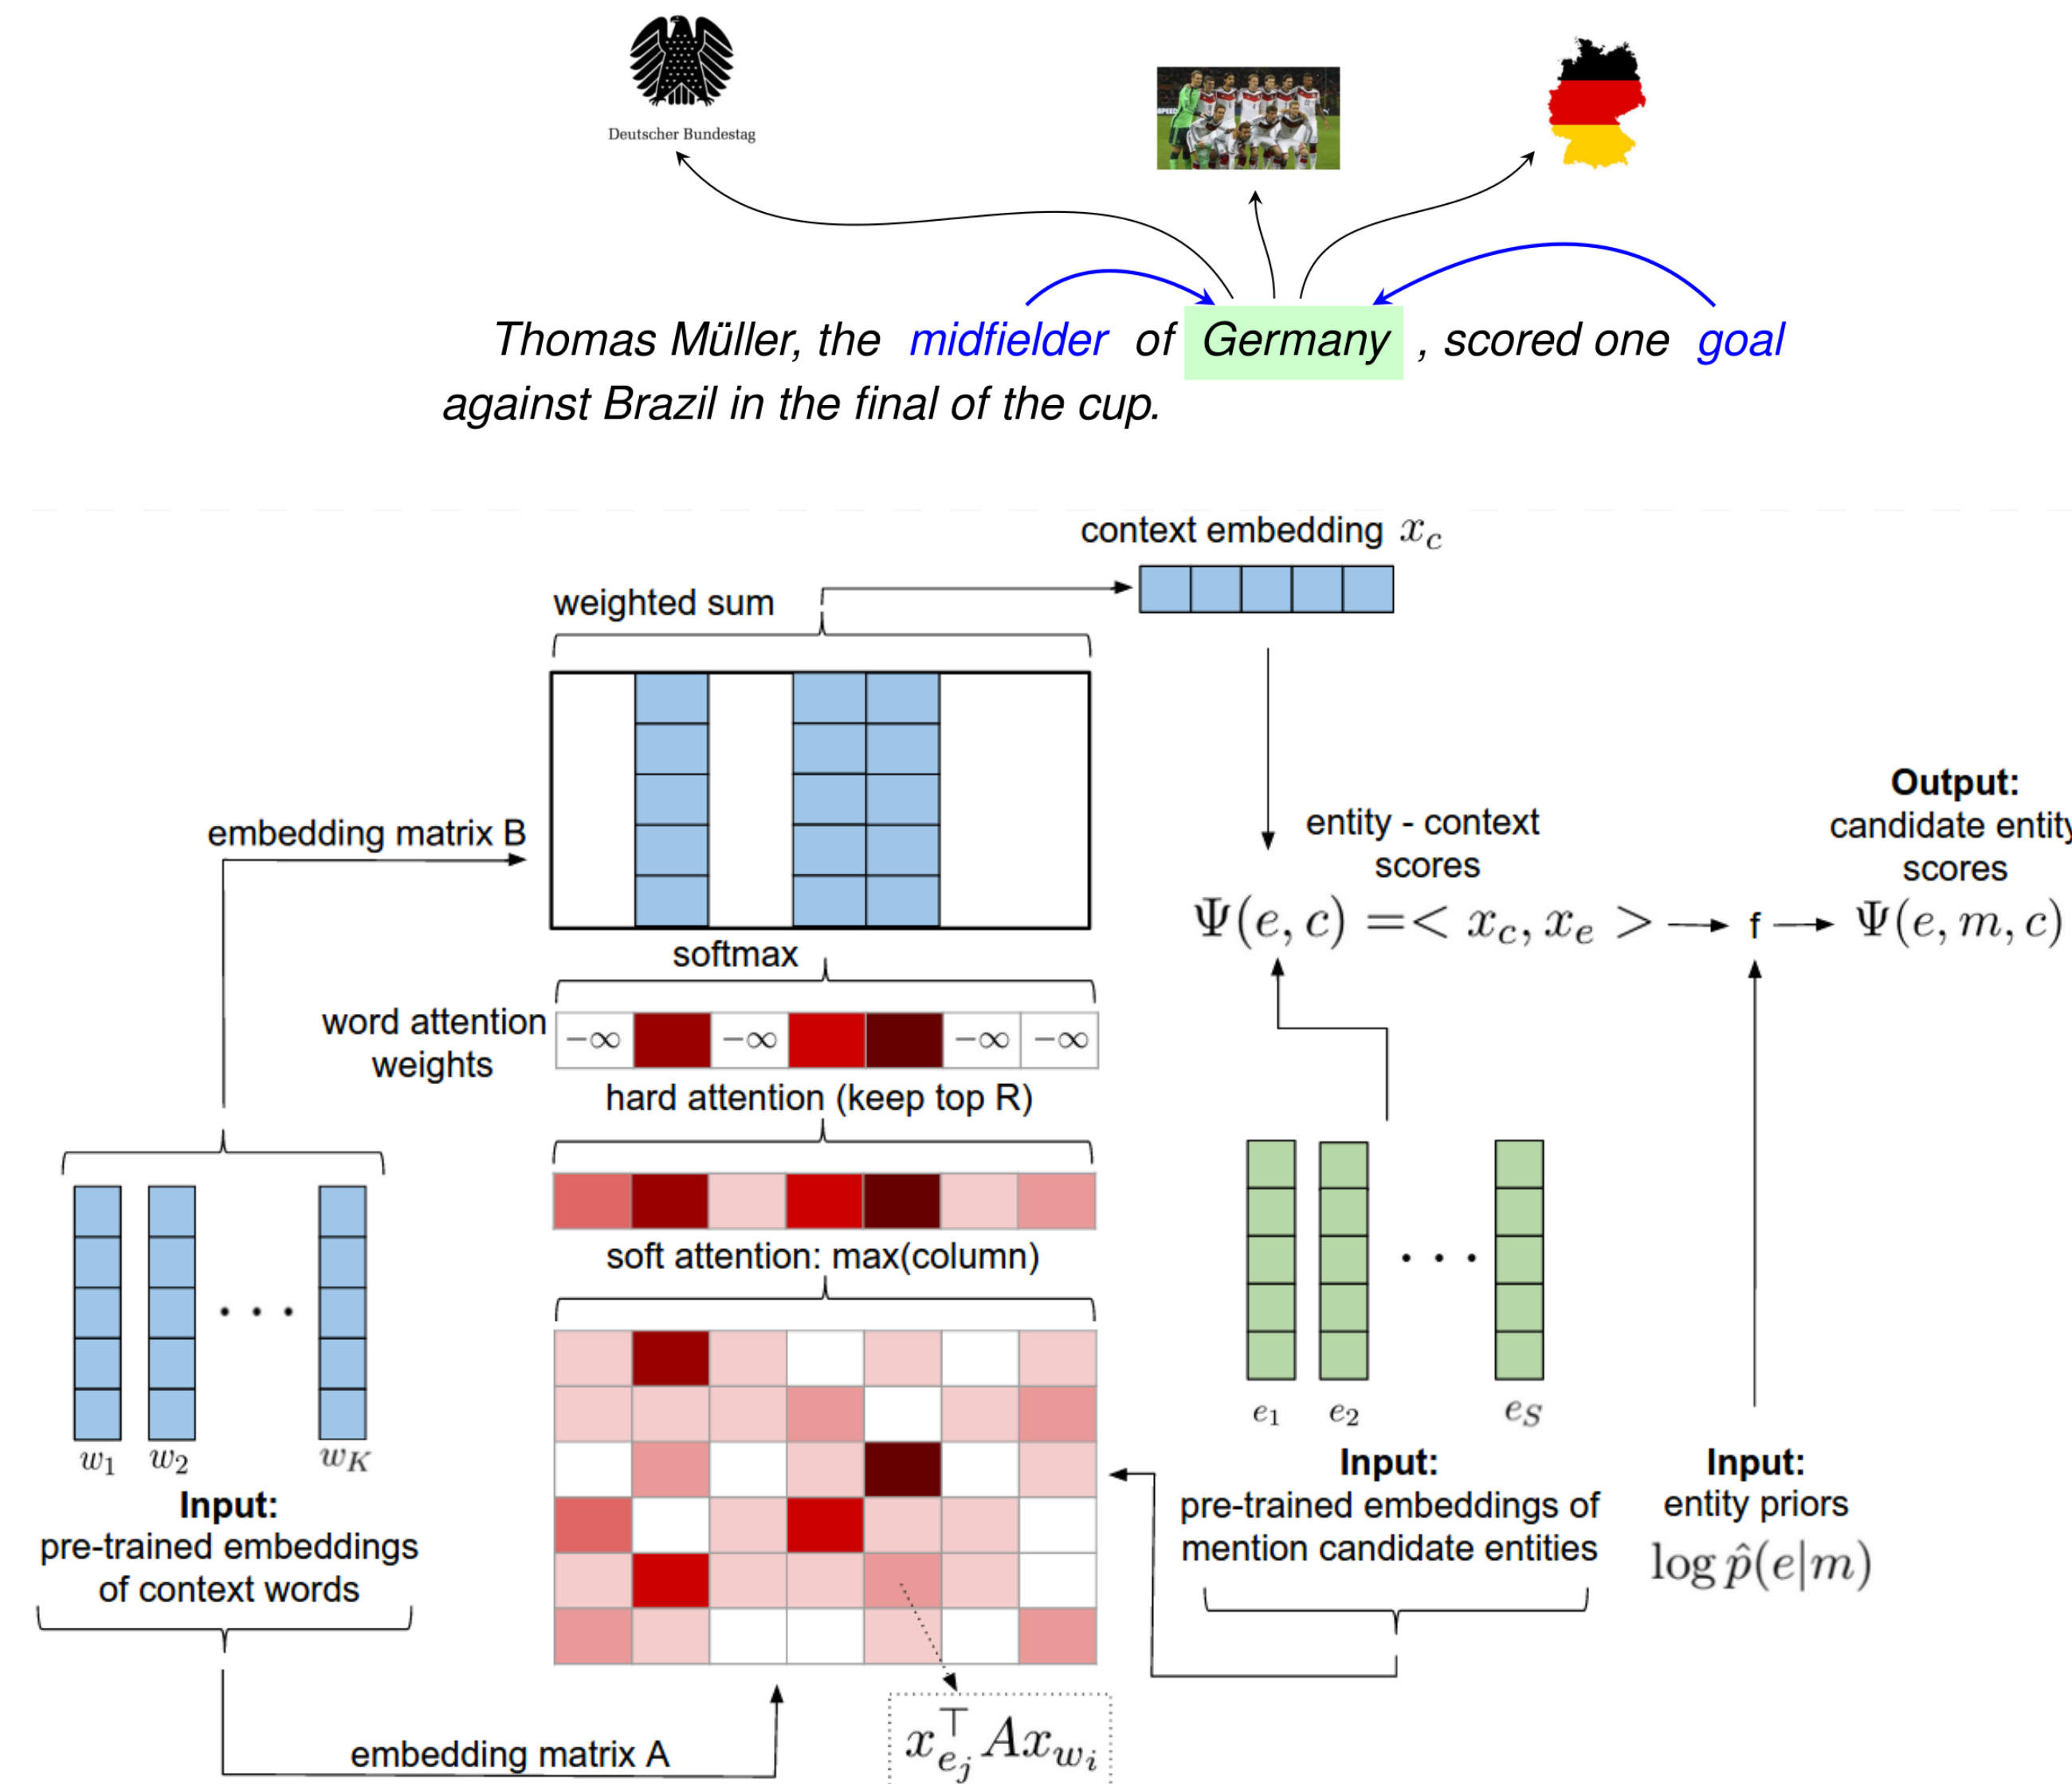 Deutscher Bundestag
Thomas Müller, the midfielder of Germany , scored one goal
against Brazil in the final of the cup.
context embedding x_c
weighted sum
embedding matrix B
softmax
word attention
weights
−∞ −∞ −∞ −∞
hard attention (keep top R)
soft attention: max(column)
w_1 w_2 . . . w_K
Input:
pre-trained embeddings
of context words
embedding matrix A
x_{e_j}^⊤ A x_{w_i}
entity - context
scores
Ψ(e, c) =< x_c, x_e > f Ψ(e, m, c)
Output:
candidate entity
scores
e_1 e_2 . . . e_S
Input:
pre-trained embeddings of
mention candidate entities
Input:
entity priors
log p̂(e|m)